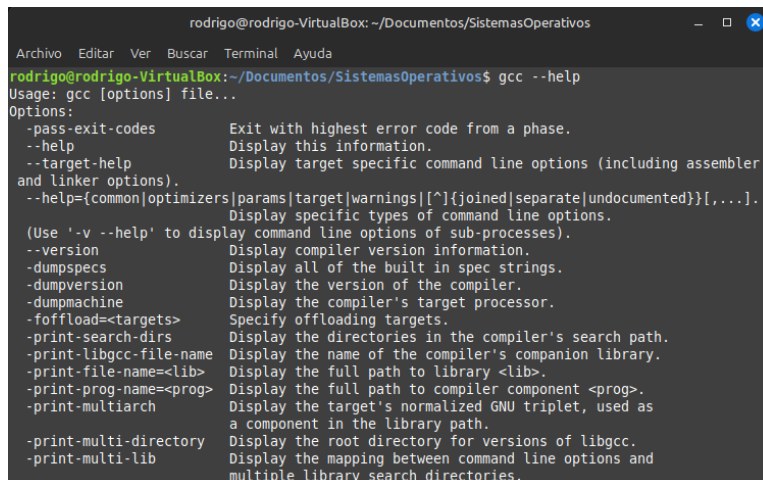 rodrigo@rodrigo-VirtualBox: ~/Documentos/SistemasOperativos
Archivo Editar Ver Buscar Terminal Ayuda
rodrigo@rodrigo-VirtualBox:~/Documentos/SistemasOperativos$ gcc --help
Usage: gcc [options] file...
Options:
  -pass-exit-codes         Exit with highest error code from a phase.
  --help                   Display this information.
  --target-help            Display target specific command line options (including assembler
 and linker options).
  --help={common|optimizers|params|target|warnings|[^]{joined|separate|undocumented}}[,...].
                           Display specific types of command line options.
  (Use '-v --help' to display command line options of sub-processes).
  --version                Display compiler version information.
  -dumpspecs               Display all of the built in spec strings.
  -dumpversion             Display the version of the compiler.
  -dumpmachine             Display the compiler's target processor.
  -foffload=<targets>      Specify offloading targets.
  -print-search-dirs       Display the directories in the compiler's search path.
  -print-libgcc-file-name  Display the name of the compiler's companion library.
  -print-file-name=<lib>   Display the full path to library <lib>.
  -print-prog-name=<prog>  Display the full path to compiler component <prog>.
  -print-multiarch         Display the target's normalized GNU triplet, used as
                           a component in the library path.
  -print-multi-directory   Display the root directory for versions of libgcc.
  -print-multi-lib         Display the mapping between command line options and
                           multiple library search directories.